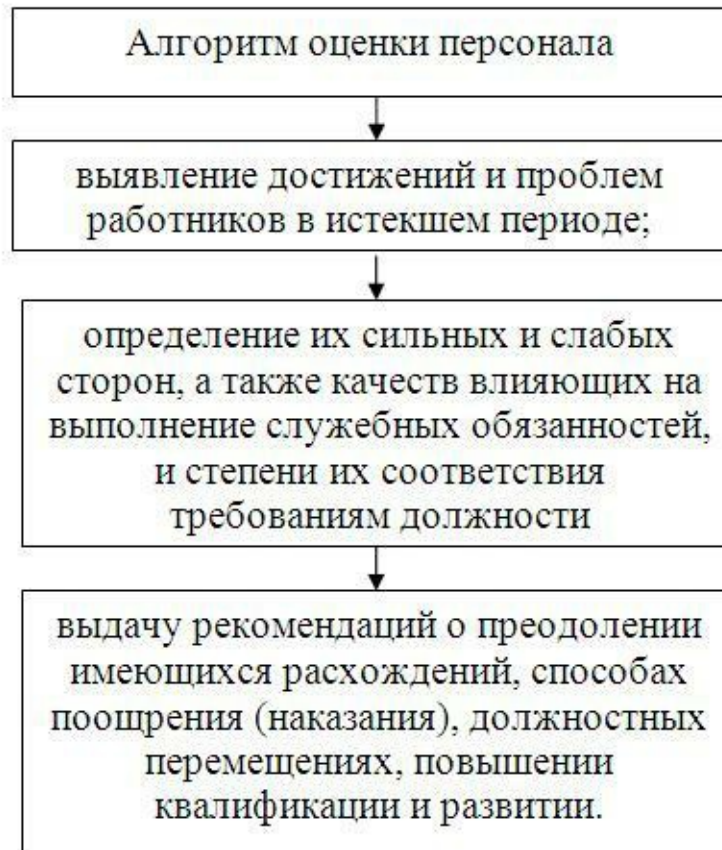 Алгоритм оценки персонала
выявление достижений и проблем
работников в истекшем периоде;
определение их сильных и слабых
сторон, а также качеств влияющих на
выполнение служебных обязанностей,
и степени их соответствия
требованиям должности
выдачу рекомендаций о преодолении
имеющихся расхождений, способах
поощрения (наказания), должностных
перемещениях, повышении
квалификации и развитии.